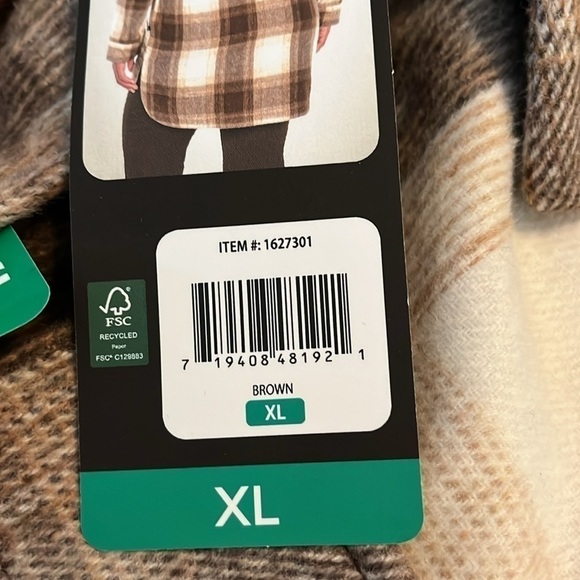 ITEM #: 1627301
7 19408 48192 1
BROWN
XL
FSC
RECYCLED
Paper
FSC® C129883
XL